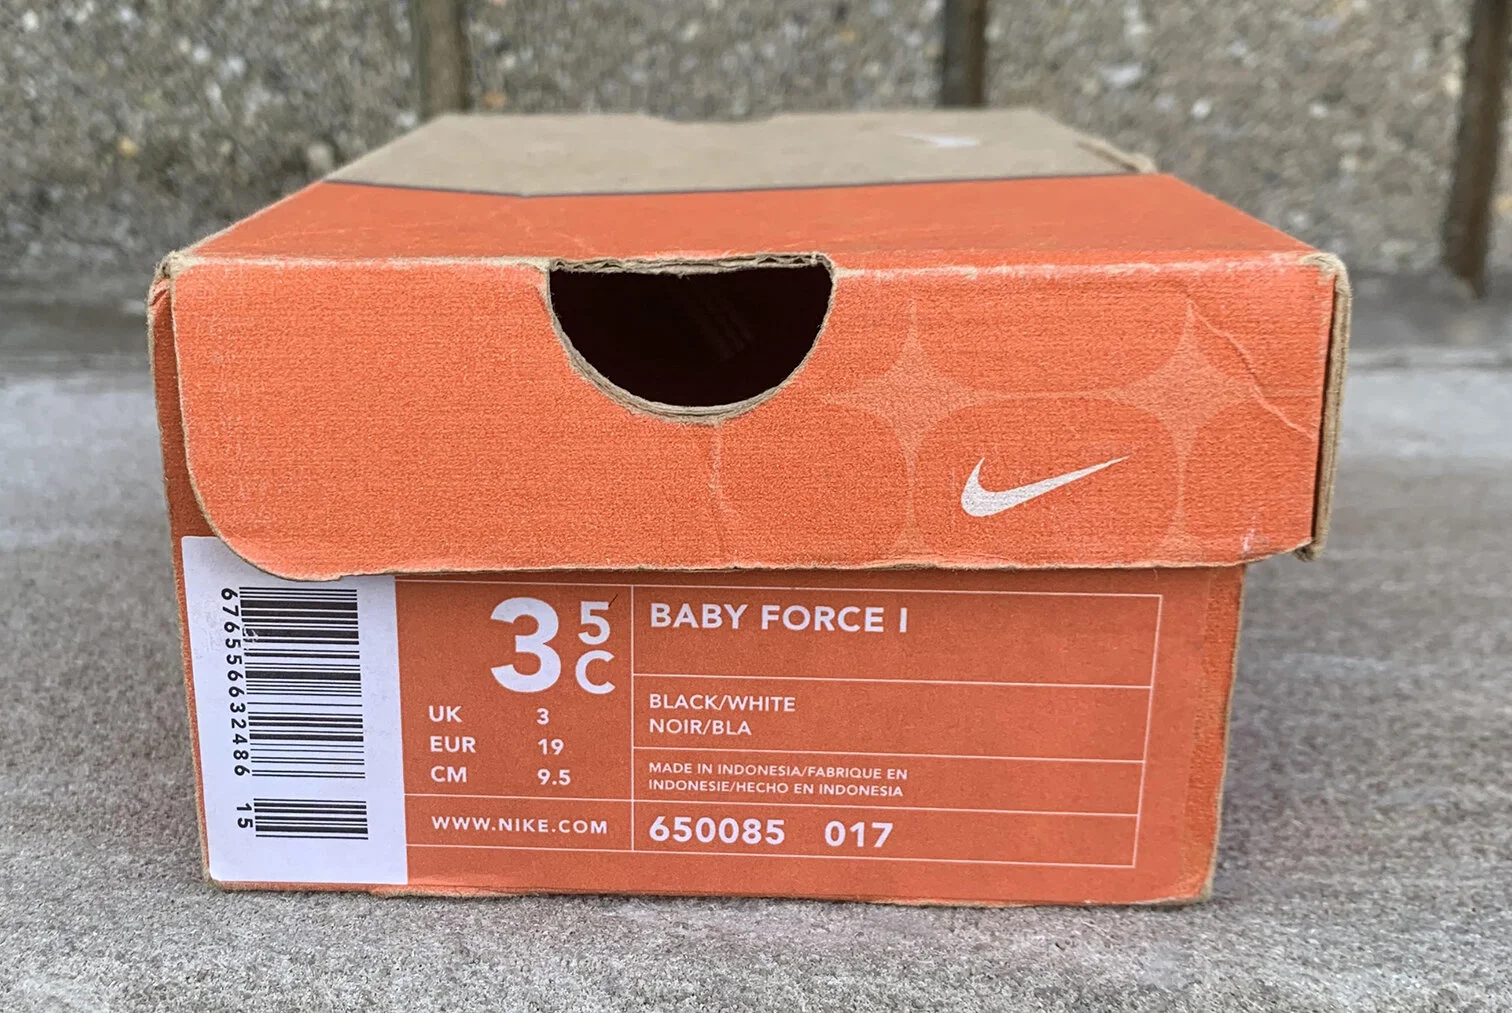 676556632486 15
3 5
C
UK 3
EUR 19
CM 9.5
WWW.NIKE.COM
BABY FORCE I
BLACK/WHITE
NOIR/BLA
MADE IN INDONESIA/FABRIQUE EN
INDONESIE/HECHO EN INDONESIA
650085 017